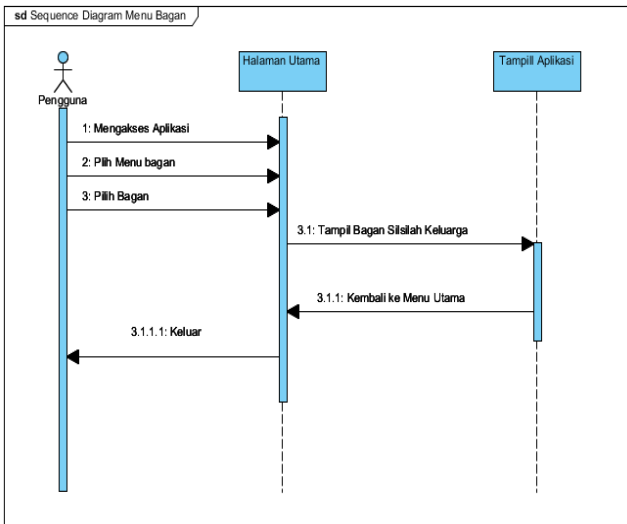 sd Sequence Diagram Menu Bagan
Halaman Utama
Tampill Aplikasi
Pengguna
1: Mengakses Aplikasi
2: Plih Menu bagan
3: Pilih Bagan
3.1: Tampil Bagan Silsilah Keluarga
3.1.1: Kembali ke Menu Utama
3.1.1.1: Keluar